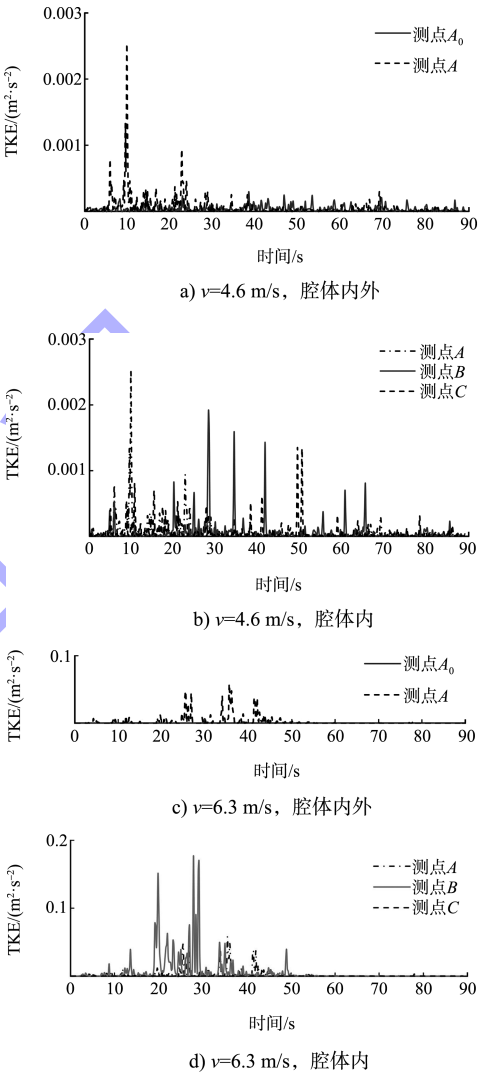 0.003
测点A₀
测点A
0.002
TKE/(m²·s⁻²)
0.001
0 10 20 30 40 50 60 70 80 90
时间/s
a) v=4.6 m/s，腔体内外
0.003
测点A
测点B
测点C
0.002
TKE/(m²·s⁻²)
0.001
0 10 20 30 40 50 60 70 80 90
时间/s
b) v=4.6 m/s，腔体内
0.1
测点A₀
测点A
TKE/(m²·s⁻²)
0 10 20 30 40 50 60 70 80 90
时间/s
c) v=6.3 m/s，腔体内外
0.2
测点A
测点B
测点C
TKE/(m²·s⁻²)
0.1
0 10 20 30 40 50 60 70 80 90
时间/s
d) v=6.3 m/s，腔体内